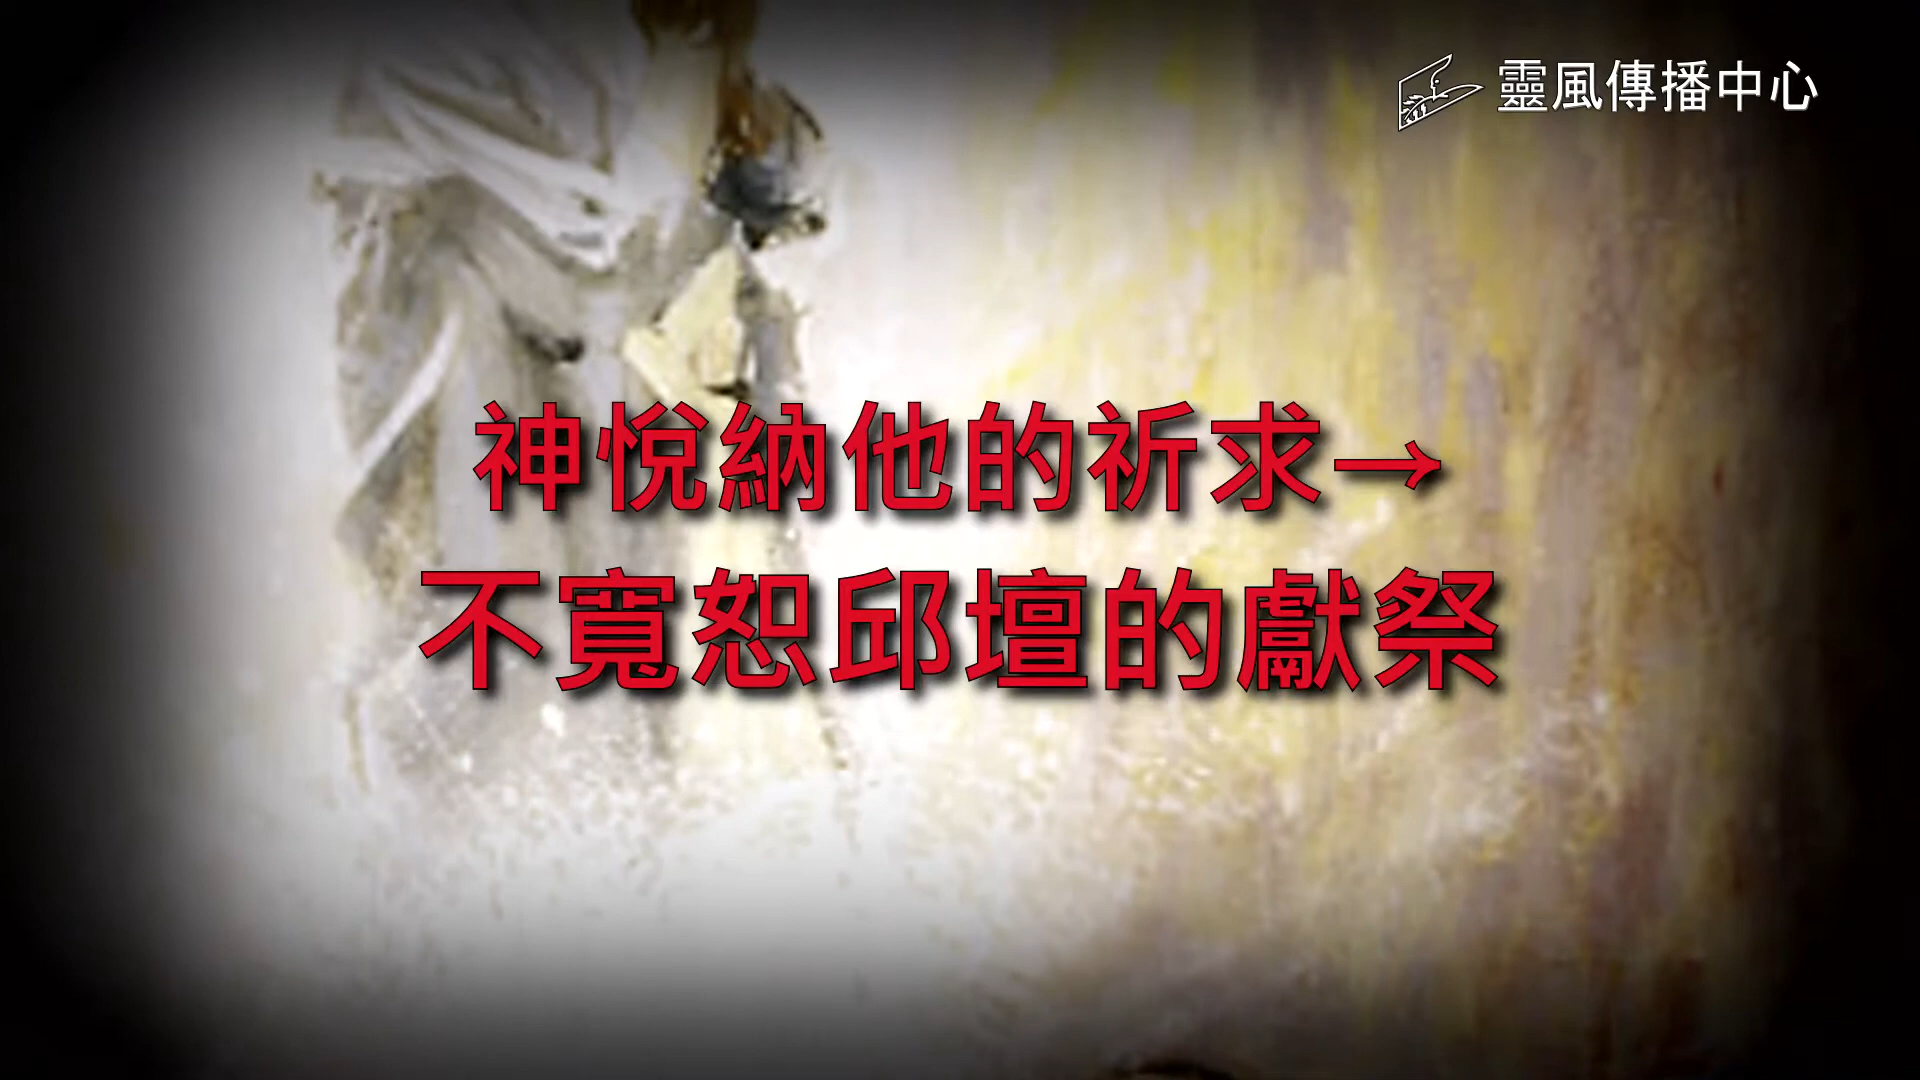 靈風傳播中心
神悅納他的祈求→
不寬恕邱壇的獻祭